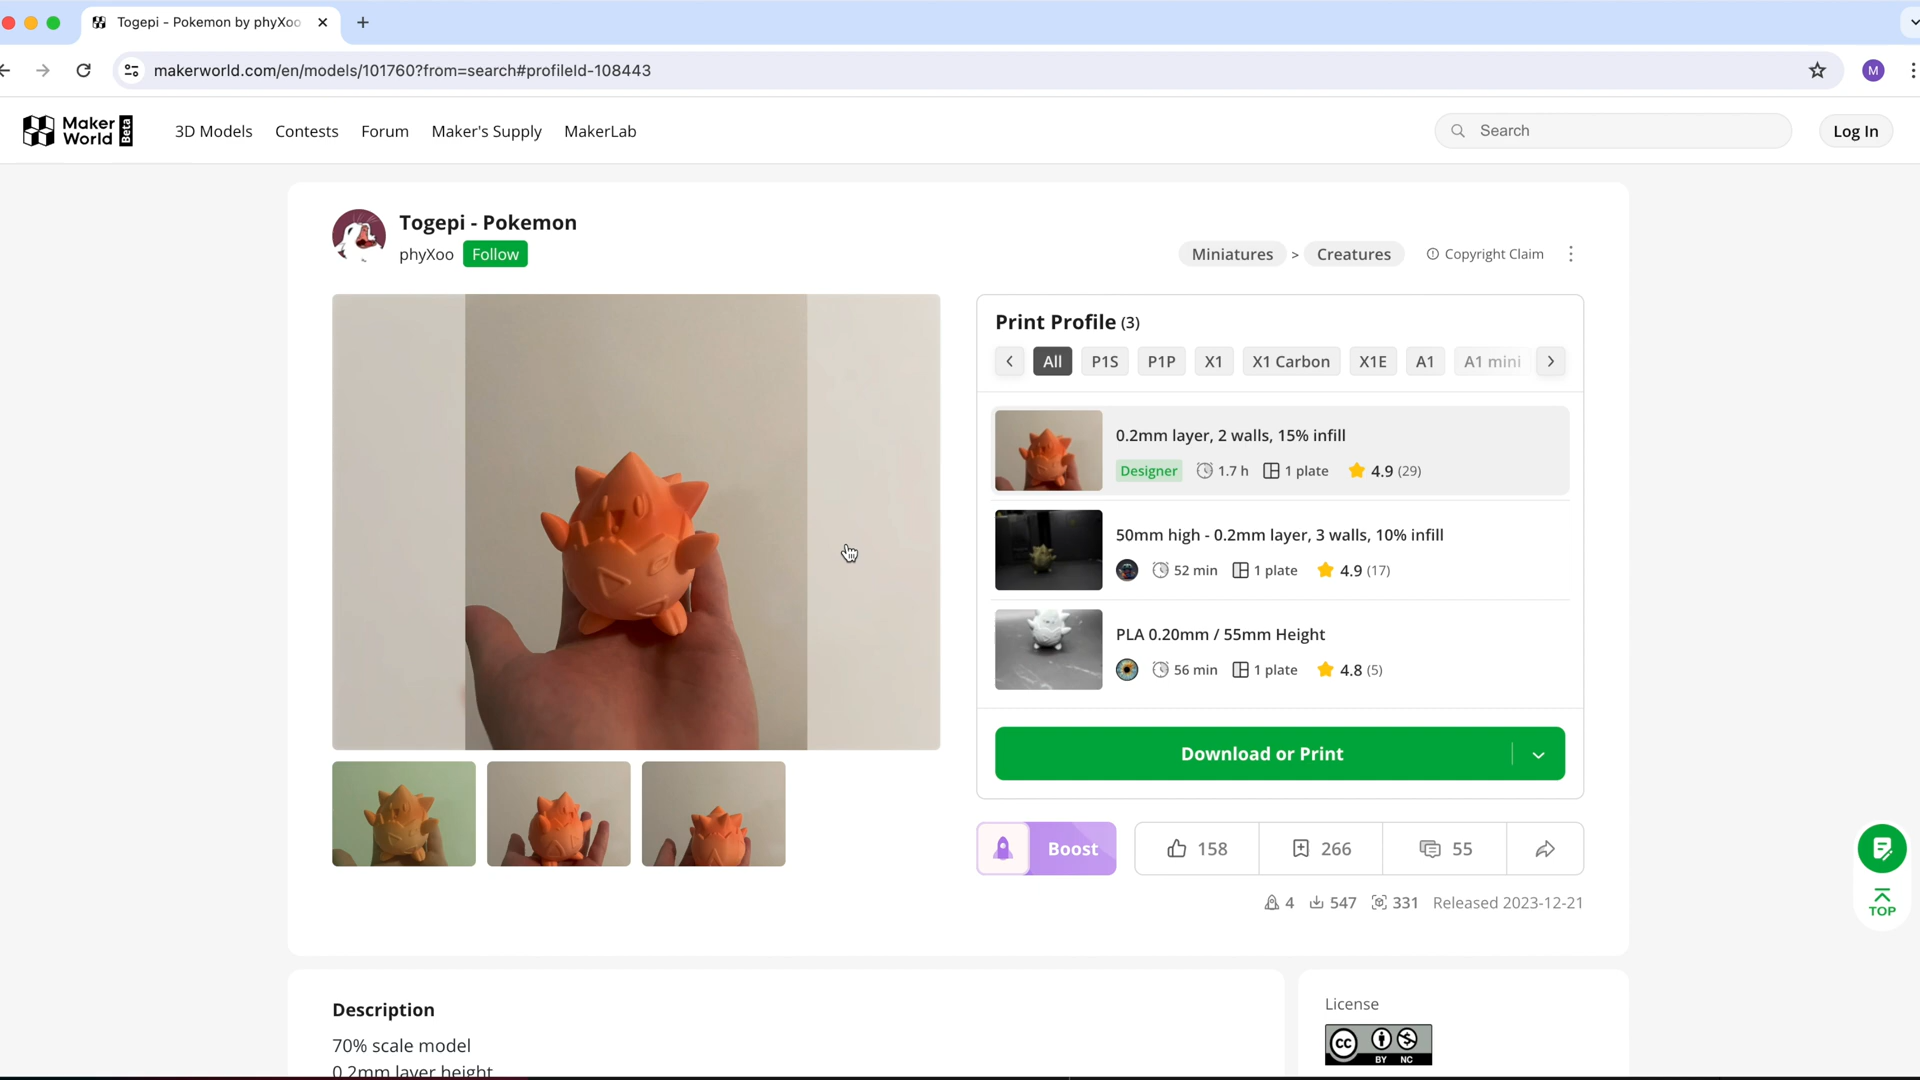 Togepi - Pokemon by phyXoo
makerworld.com/en/models/101760?from=search#profileId-108443
M
Maker World Beta
3D Models
Contests
Forum
Maker's Supply
MakerLab
Search
Log In
Togepi - Pokemon
phyXoo
Follow
Miniatures > Creatures
Copyright Claim
Print Profile (3)
All
P1S
P1P
X1
X1 Carbon
X1E
A1
A1 mini
0.2mm layer, 2 walls, 15% infill
Designer 1.7 h 1 plate 4.9 (29)
50mm high - 0.2mm layer, 3 walls, 10% infill
52 min 1 plate 4.9 (17)
PLA 0.20mm / 55mm Height
56 min 1 plate 4.8 (5)
Download or Print
Boost
158
266
55
4 547 331 Released 2023-12-21
TOP
Description
70% scale model
0.2mm layer height
License
CC BY NC